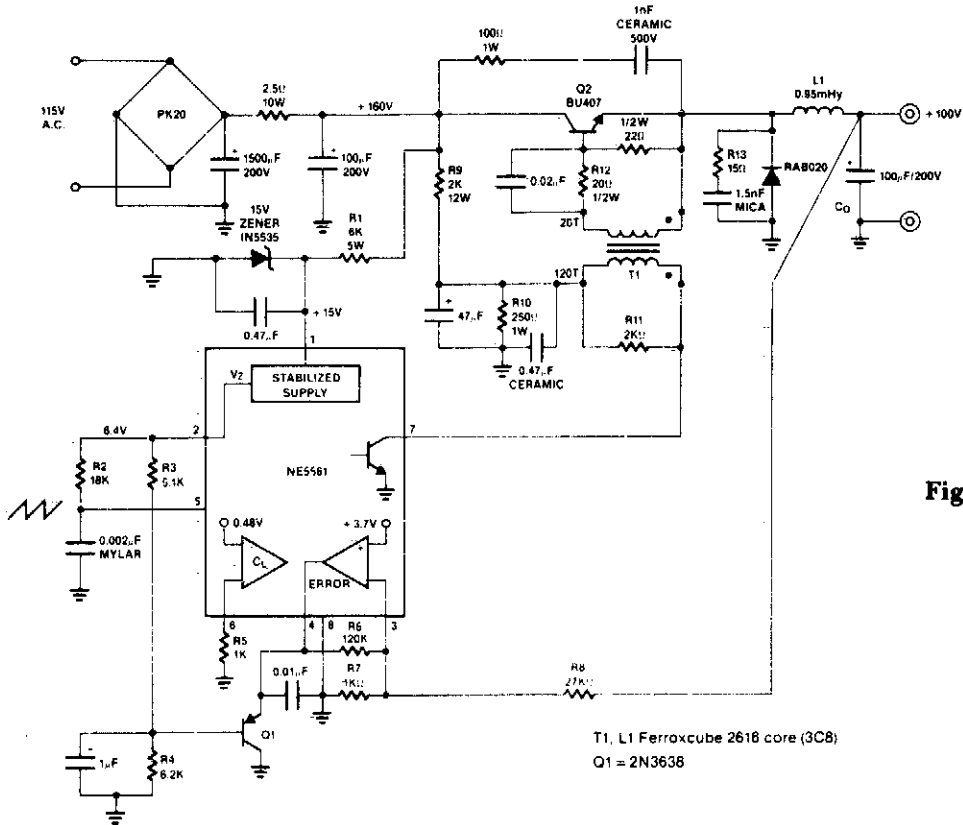 1nF
CERAMIC
500V
100Ω
1W
Q2
BU407
L1
0.85mHy
+ 100V
115V
A.C.
PK20
2.5Ω
10W
+ 160V
1/2W
22Ω
+
1500µF
200V
+
100µF
200V
R9
2K
12W
0.02µF
R12
20Ω
1/2W
R13
15Ω
1.5nF
MICA
RAB020
+
100µF/200V
CO
15V
ZENER
IN5535
R1
6K
5W
20T
T1
120T
+ 15V
0.47µF
+
47µF
R10
250Ω
1W
0.47µF
CERAMIC
R11
2KΩ
1
STABILIZED
SUPPLY
VZ
6.4V
2
7
R2
18K
R3
5.1K
NE5561
5
Fig
0.002µF
MYLAR
0.48V
-
CL
+ 3.7V
+
ERROR
6
4
8
3
R5
1K
R6
120K
0.01µF
R7
1KΩ
R8
27KΩ
Q1
1µF
R4
6.2K
T1, L1 Ferroxcube 2616 core (3C8)
Q1 = 2N3638